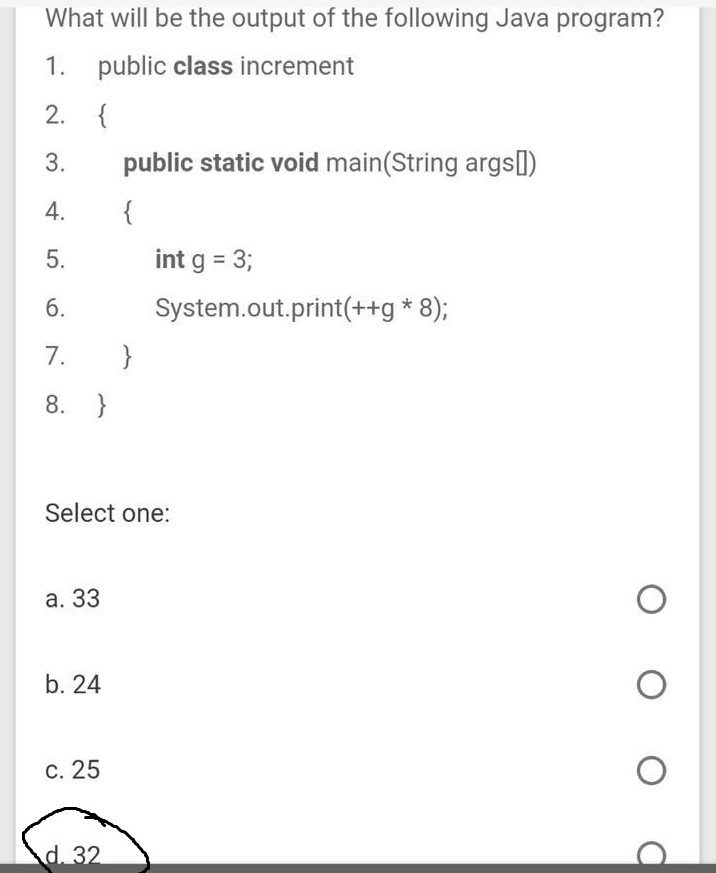 What will be the output of the following Java program?
1. public class increment
2. {
3. public static void main(String args[])
4. {
5. int g = 3;
6. System.out.print(++g * 8);
7. }
8. }
Select one:
a. 33
b. 24
c. 25
d. 32